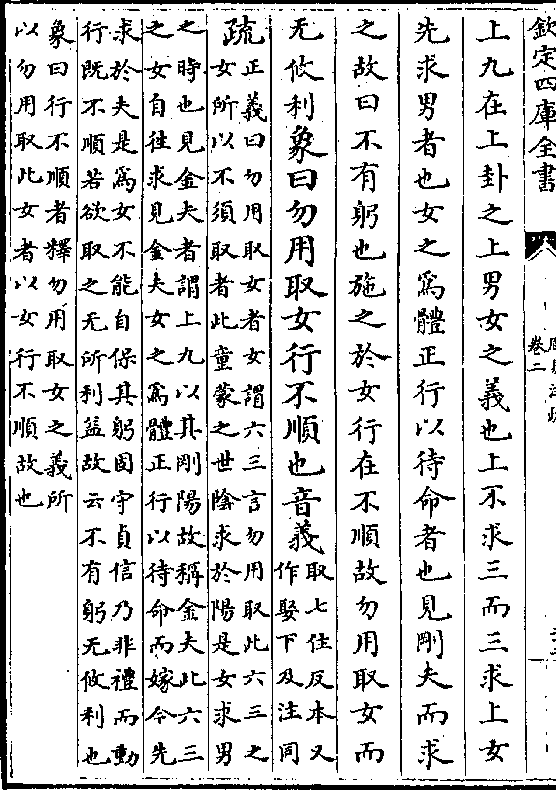 欽定四庫全書
卷二
上九在上卦之上男女之義也上不求三而三求上女
先求男者也女之為體正行以待命者也見剛夫而求
之故曰不有躬也施之於女行在不順故勿用取女而
无攸利象曰勿用取女行不順也音義取七住反本又
作娶下及注同
疏正義曰勿用取女者女謂六三言勿用取此六三之
女所以不須取者此童蒙之世陰求於陽是女求男
之時也見金夫者謂上九以其剛陽故稱金夫此六三
之女自往求見金夫女之為體正行以待命而嫁今先
求於夫是為女不能自保其躬固守貞信乃非禮而動
行既不順若欲取之无所利益故云不有躬无攸利也
象曰行不順者釋勿用取女之義所
以勿用取此女者以女行不順故也